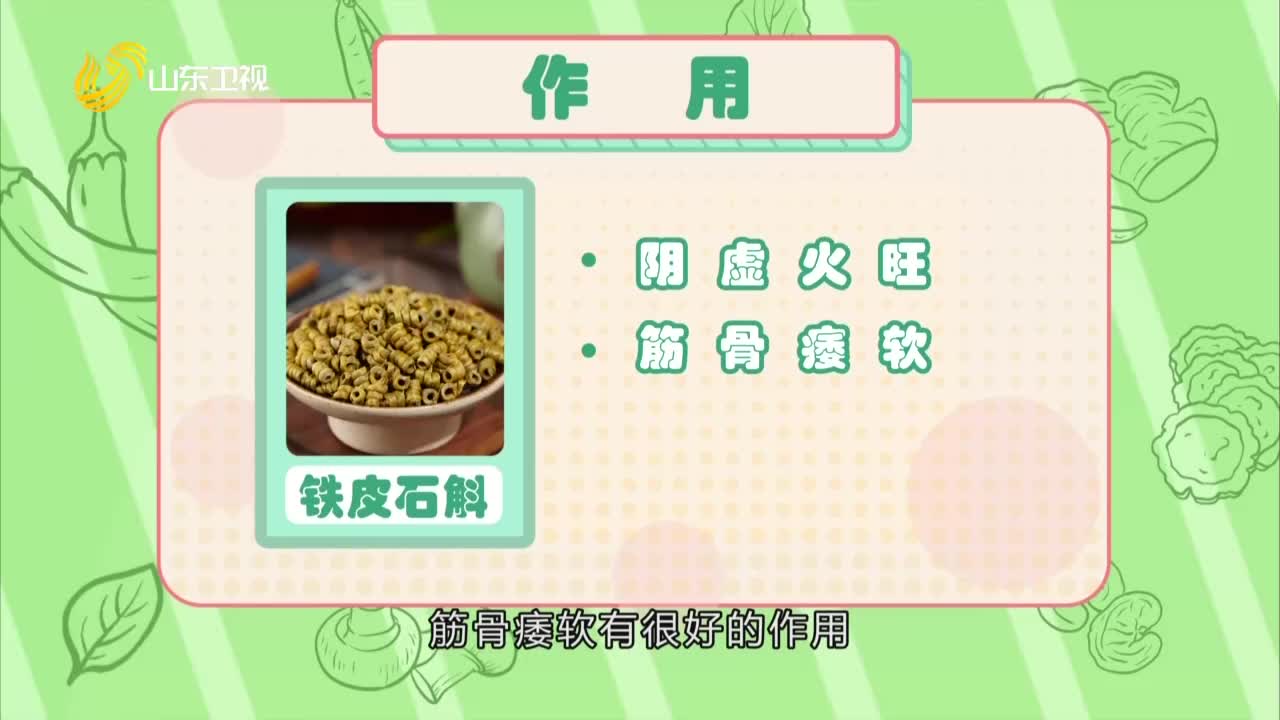 山东卫视
作用
阴虚火旺
筋骨痿软
铁皮石斛
筋骨痿软有很好的作用